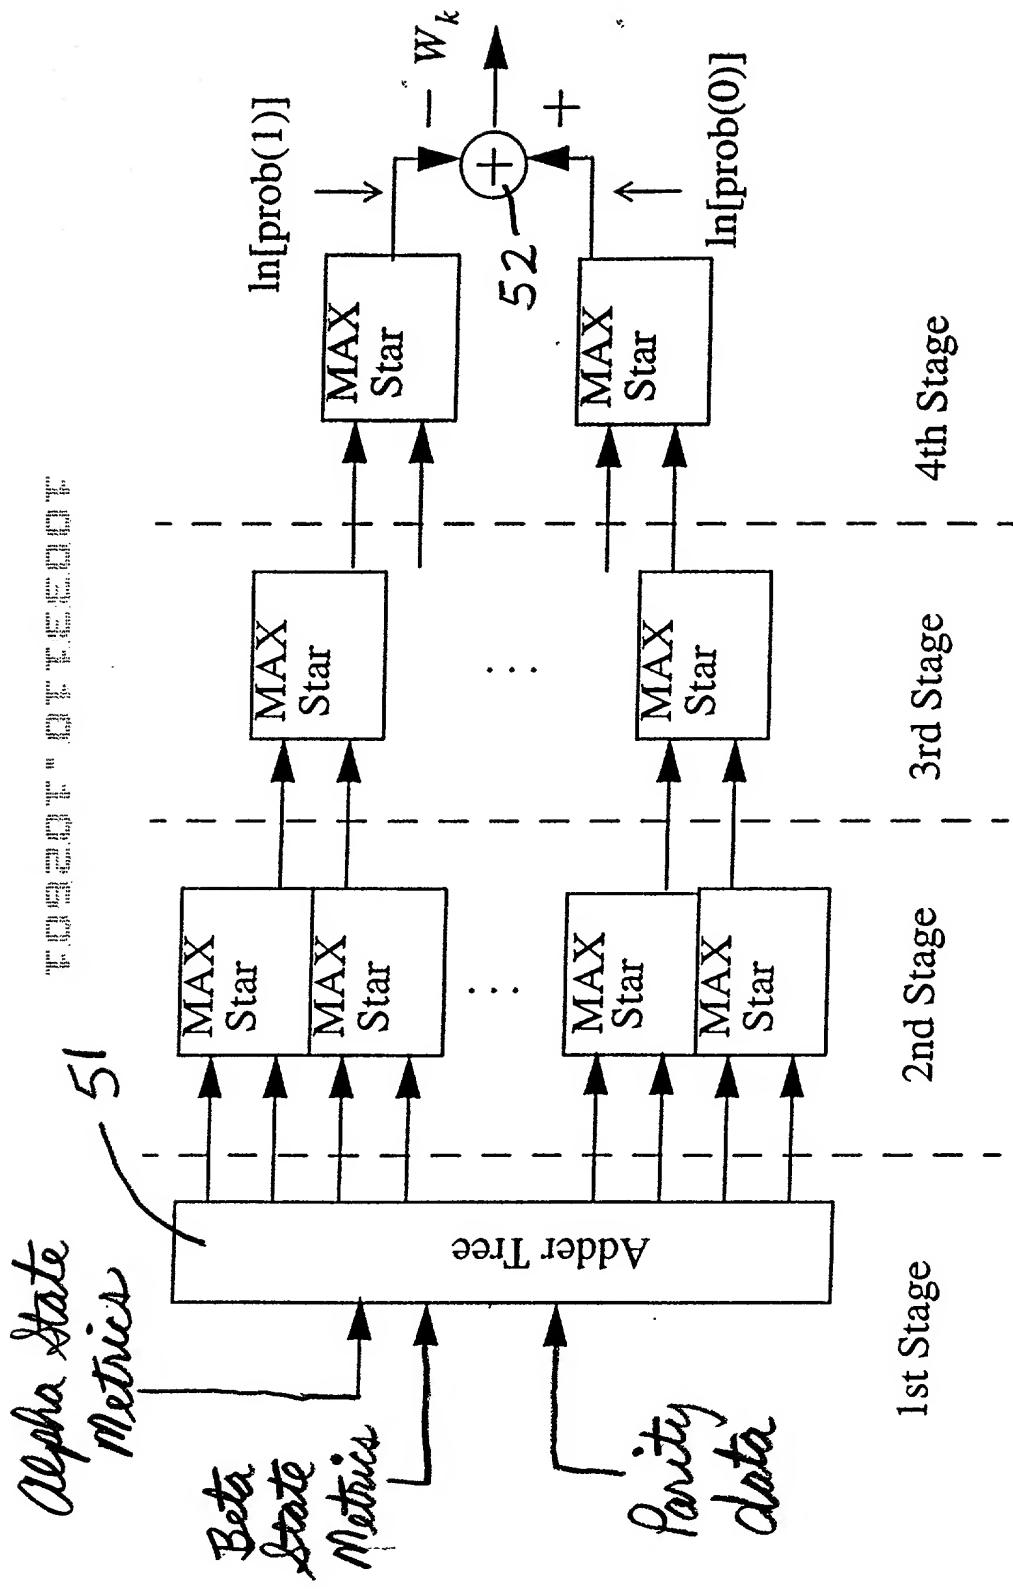 Alpha State
Metrics
Beta
State
Metrics
Parity
data
51
Adder Tree
MAX
Star
MAX
Star
...
MAX
Star
MAX
Star
MAX
Star
...
MAX
Star
MAX
Star
MAX
Star
ln[prob(1)]
ln[prob(0)]
52
+
−
+
W_k
1st Stage
2nd Stage
3rd Stage
4th Stage